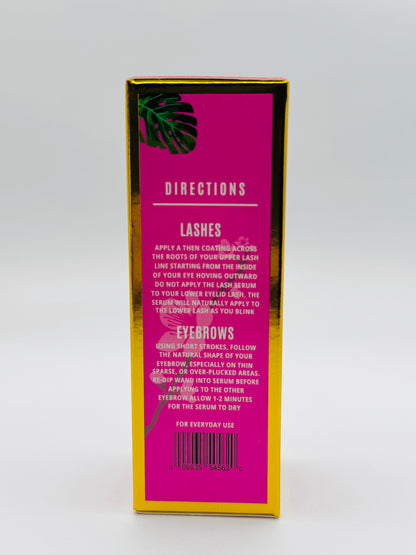 DIRECTIONS
LASHES
APPLY A THEN COATING ACROSS
THE ROOTS OF YOUR UPPER LASH
LINE STARTING FROM THE INSIDE
OF YOUR EYE HOVING OUTWARD
DO NOT APPLY THE LASH SERUM
TO YOUR LOWER EYELID LASH, THE
SERUM WILL NATURALLY APPLY TO
THE LOWER LASH AS YOU BLINK
EYEBROWS
USING SHORT STROKES, FOLLOW
THE NATURAL SHAPE OF YOUR
EYEBROW, ESPECIALLY ON THIN
SPARSE, OR OVER-PLUCKED AREAS.
RE-DIP WAND INTO SERUM BEFORE
APPLYING TO THE OTHER
EYEBROW ALLOW 1-2 MINUTES
FOR THE SERUM TO DRY
FOR EVERYDAY USE